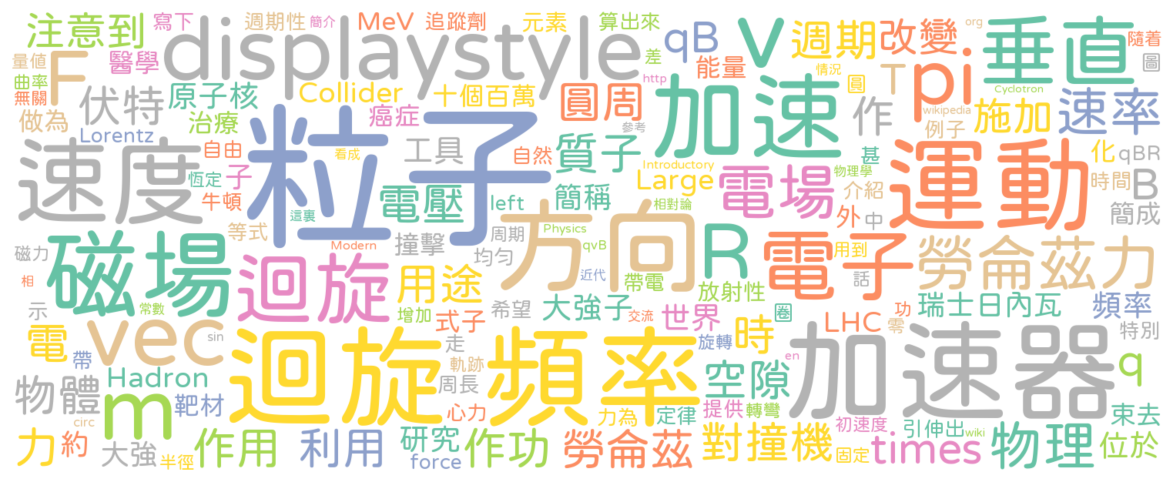 注意到 寫下 週期性 簡介 MeV 追蹤劑 元素 算出來 差 qB V 週期 改變 . 垂直 org 隨着 圖
量值 曲率 無關 F 醫學 displaystyle 能量 http 情況 圓 T pi Cyclotron
伏特 原子核 Collider 十個百萬 圓周 加速 作 wikipedia 例子 施加 速率
做為 Lorentz 治療 癌症 參考 粒子 看成 工具 自然 質子 甚 物理學 化 qBR
速度 自由 恆定 子 牛頓 等式 這裏 電壓 left 簡稱 Introductory Large 相對論 電場 介紹 外 中 運動 時間 B 簡成
磁力 相 磁場 迴旋 Modern 撞擊 周期 均勻 qvB Physics 方向 近代 帶電 R 電子 用到 話 勞侖茲力
示 常數 用途 增加 式子 希望 大強子 交流 放射性 世界 圈 功 零 LHC 瑞士日內瓦 頻率 特別
電 帶 vec sin 迴旋頻率 走 軌跡 周長 旋轉 時 en 加速器
物體 circ Hadron m 靶材 心力 力為 定律 空隙 提供 轉彎 初速度 引伸出 wiki q 束去
力 約 大強 半徑 作用 利用 研究 force 作功 勞侖茲 對撞機 固定 times 物理 位於